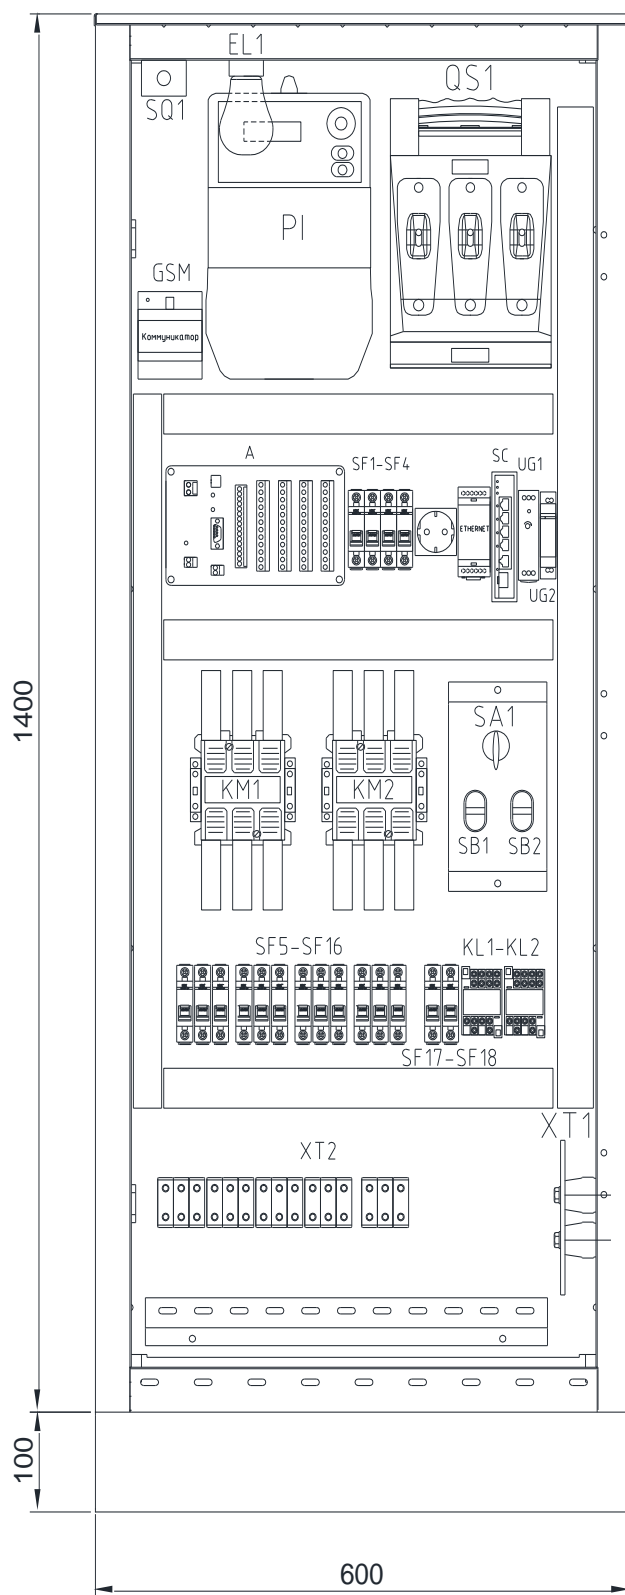 EL1
QS1
SQ1
PI
GSM
Коммуникатор
A
SF1-SF4
SC
UG1
ETHERNET
UG2
1400
SA1
KM1
KM2
SB1
SB2
SF5-SF16
KL1-KL2
SF17-SF18
XT1
XT2
100
600